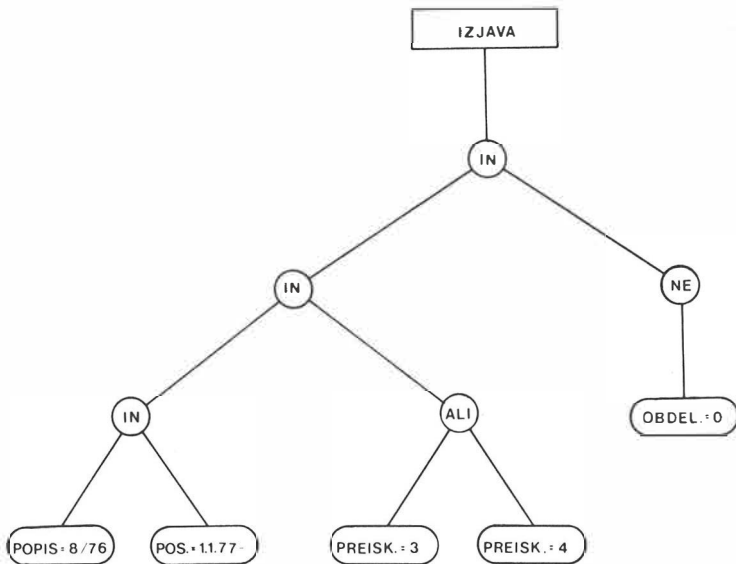 IZJAVA
IN
IN
NE
IN
ALI
OBDEL.=0
POPIS=8/76
POS.=1.1.77-
PREISK.=3
PREISK.=4